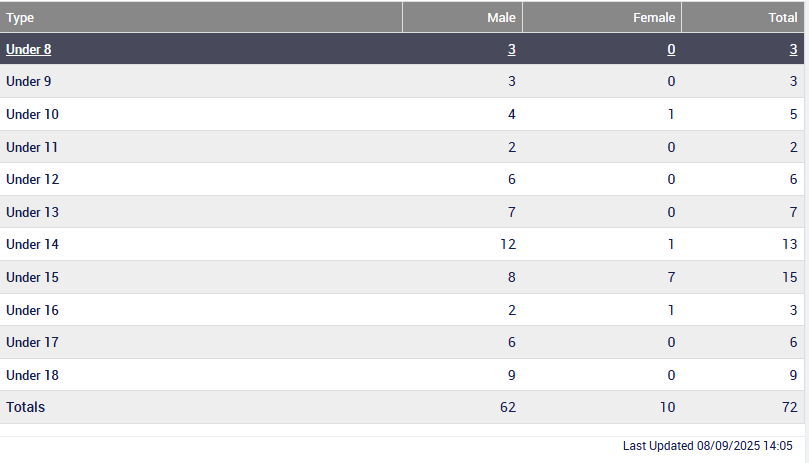 Type Male Female Total
Under 8 3 0 3
Under 9 3 0 3
Under 10 4 1 5
Under 11 2 0 2
Under 12 6 0 6
Under 13 7 0 7
Under 14 12 1 13
Under 15 8 7 15
Under 16 2 1 3
Under 17 6 0 6
Under 18 9 0 9
Totals 62 10 72
Last Updated 08/09/2025 14:05